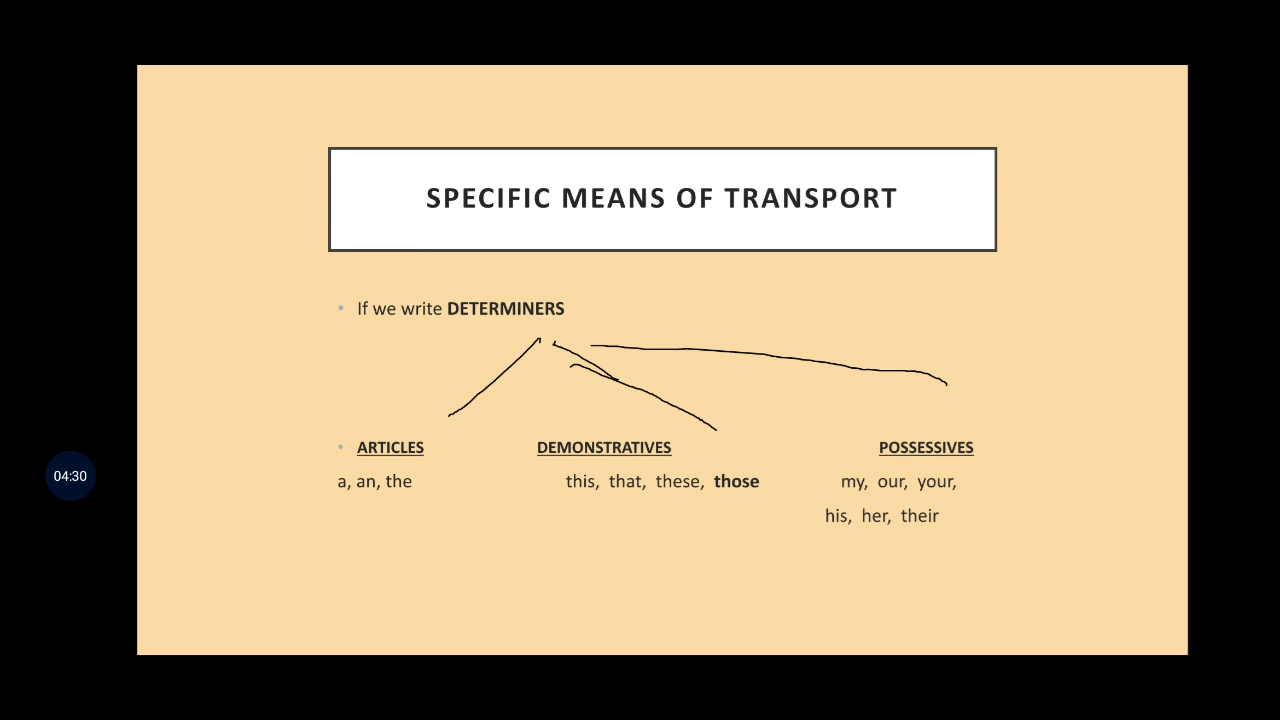 SPECIFIC MEANS OF TRANSPORT
• If we write DETERMINERS
• ARTICLES DEMONSTRATIVES POSSESSIVES
a, an, the this, that, these, those my, our, your,
his, her, their
04:30